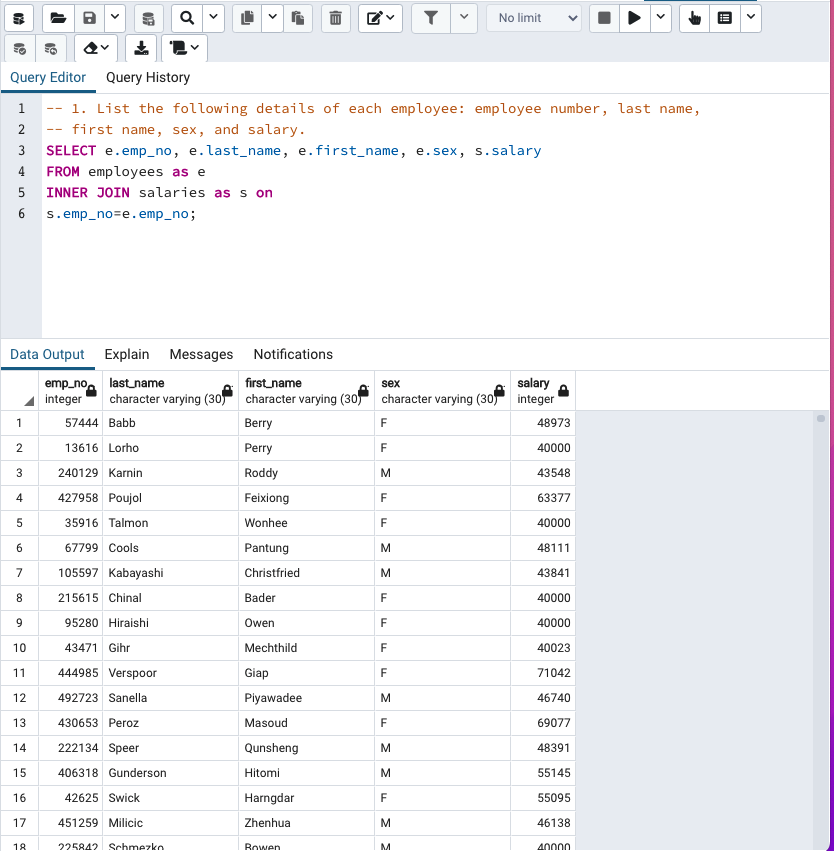 No limit
Query Editor Query History
1 -- 1. List the following details of each employee: employee number, last name,
2 -- first name, sex, and salary.
3 SELECT e.emp_no, e.last_name, e.first_name, e.sex, s.salary
4 FROM employees as e
5 INNER JOIN salaries as s on
6 s.emp_no=e.emp_no;
Data Output Explain Messages Notifications
emp_no last_name first_name sex salary
integer character varying (30) character varying (30) character varying (30) integer
1 57444 Babb Berry F 48973
2 13616 Lorho Perry F 40000
3 240129 Karnin Roddy M 43548
4 427958 Poujol Feixiong F 63377
5 35916 Talmon Wonhee F 40000
6 67799 Cools Pantung M 48111
7 105597 Kabayashi Christfried M 43841
8 215615 Chinal Bader F 40000
9 95280 Hiraishi Owen F 40000
10 43471 Gihr Mechthild F 40023
11 444985 Verspoor Giap F 71042
12 492723 Sanella Piyawadee M 46740
13 430653 Peroz Masoud F 69077
14 222134 Speer Qunsheng M 48391
15 406318 Gunderson Hitomi M 55145
16 42625 Swick Harngdar F 55095
17 451259 Milicic Zhenhua M 46138
18 225842 Schmezko Bowen M 40000